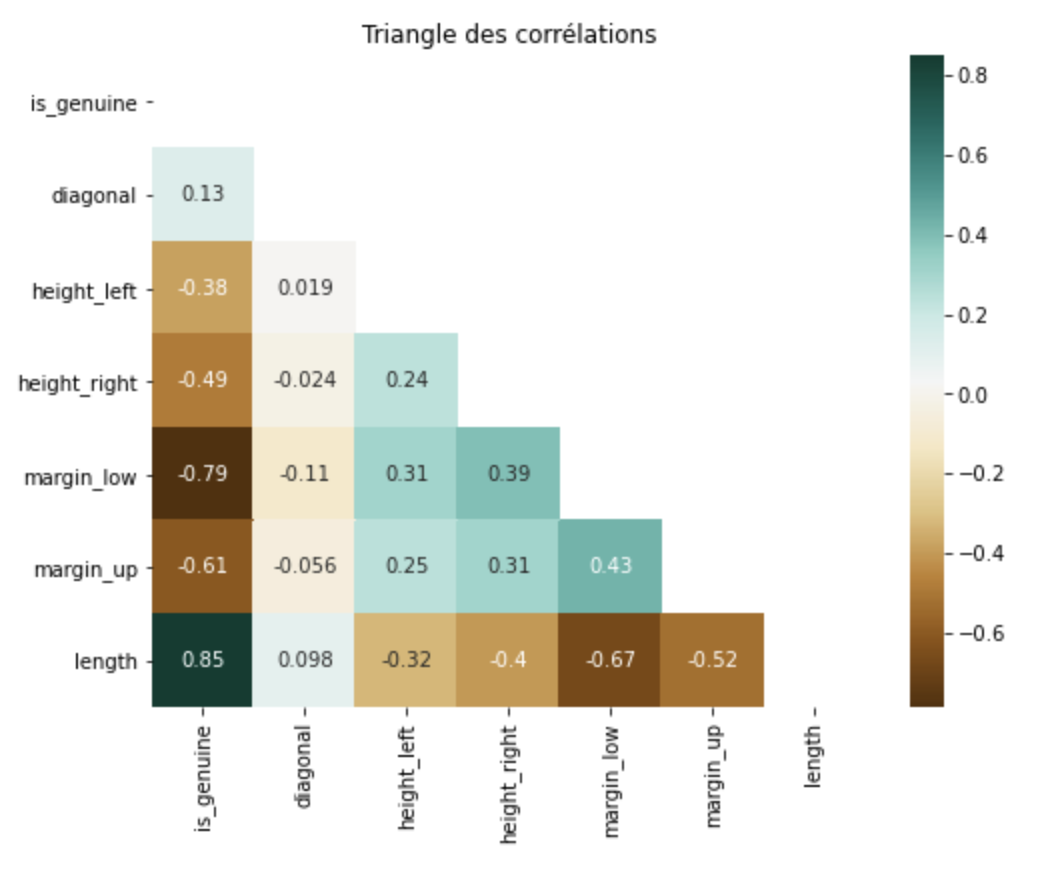 Triangle des corrélations
is_genuine
diagonal 0.13
height_left -0.38 0.019
height_right -0.49 -0.024 0.24
margin_low -0.79 -0.11 0.31 0.39
margin_up -0.61 -0.056 0.25 0.31 0.43
length 0.85 0.098 -0.32 -0.4 -0.67 -0.52
is_genuine
diagonal
height_left
height_right
margin_low
margin_up
length
0.8
0.6
0.4
0.2
0.0
−0.2
−0.4
−0.6